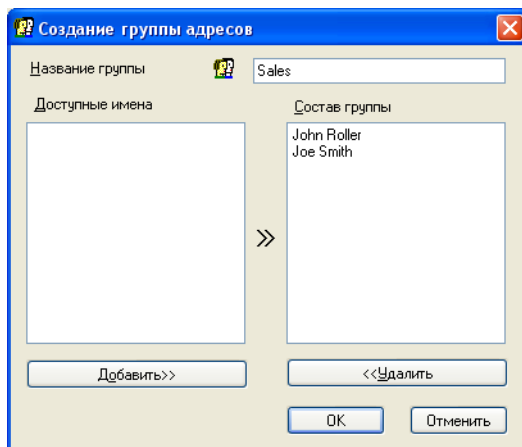 Создание группы адресов
Название группы
Sales
Доступные имена
Состав группы
John Roller
Joe Smith
Добавить>>
<<Удалить
OK
Отменить